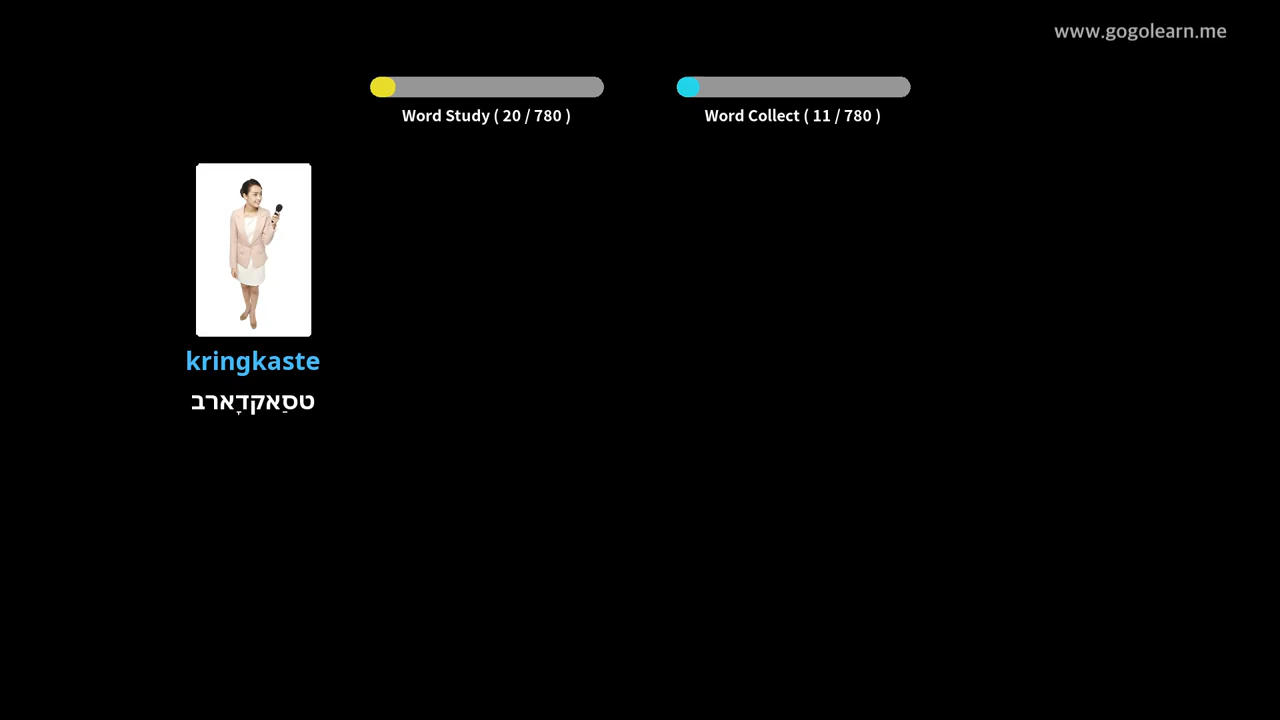 www.gogolearn.me
Word Study ( 20 / 780 )
Word Collect ( 11 / 780 )
kringkaste
טסַאקדָארב